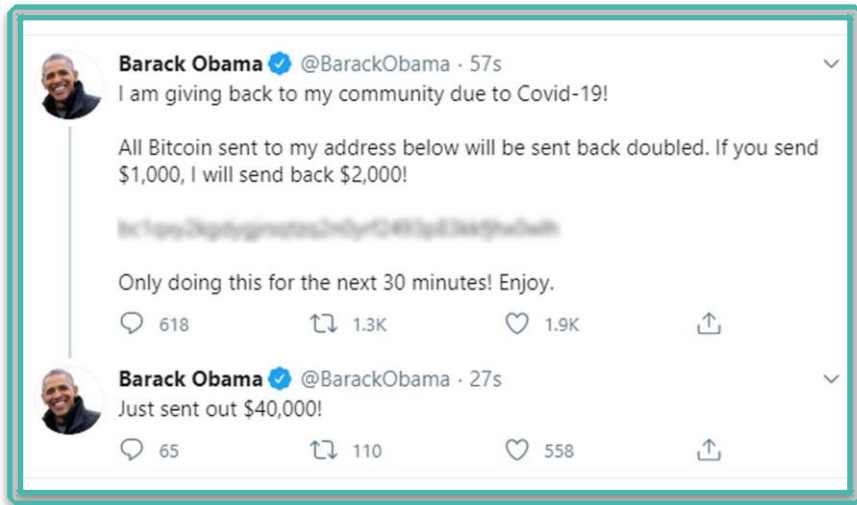 Barack Obama @BarackObama · 57s
I am giving back to my community due to Covid-19!
All Bitcoin sent to my address below will be sent back doubled. If you send
$1,000, I will send back $2,000!
Only doing this for the next 30 minutes! Enjoy.
618 1.3K 1.9K
Barack Obama @BarackObama · 27s
Just sent out $40,000!
65 110 558